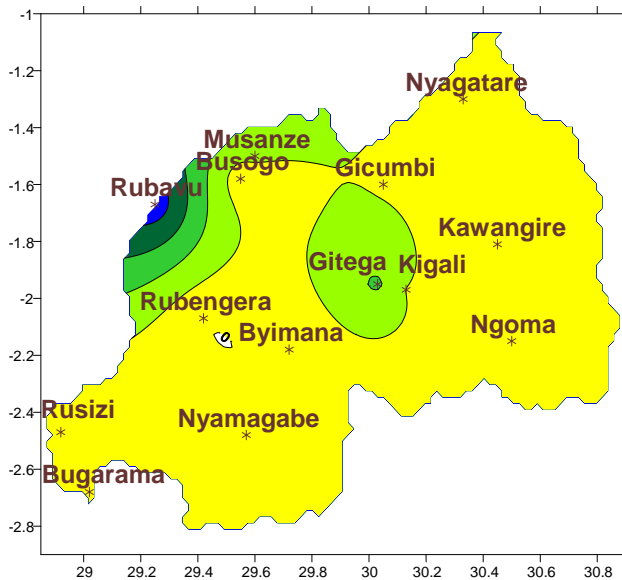 -1
-1.2
-1.4
-1.6
-1.8
-2
-2.2
-2.4
-2.6
-2.8
Nyagatare
Musanze
Busogo
Gicumbi
Rubavu
Kawangire
Gitega Kigali
Rubengera
Byimana
Ngoma
0
Rusizi
Nyamagabe
Bugarama
29 29.2 29.4 29.6 29.8 30 30.2 30.4 30.6 30.8